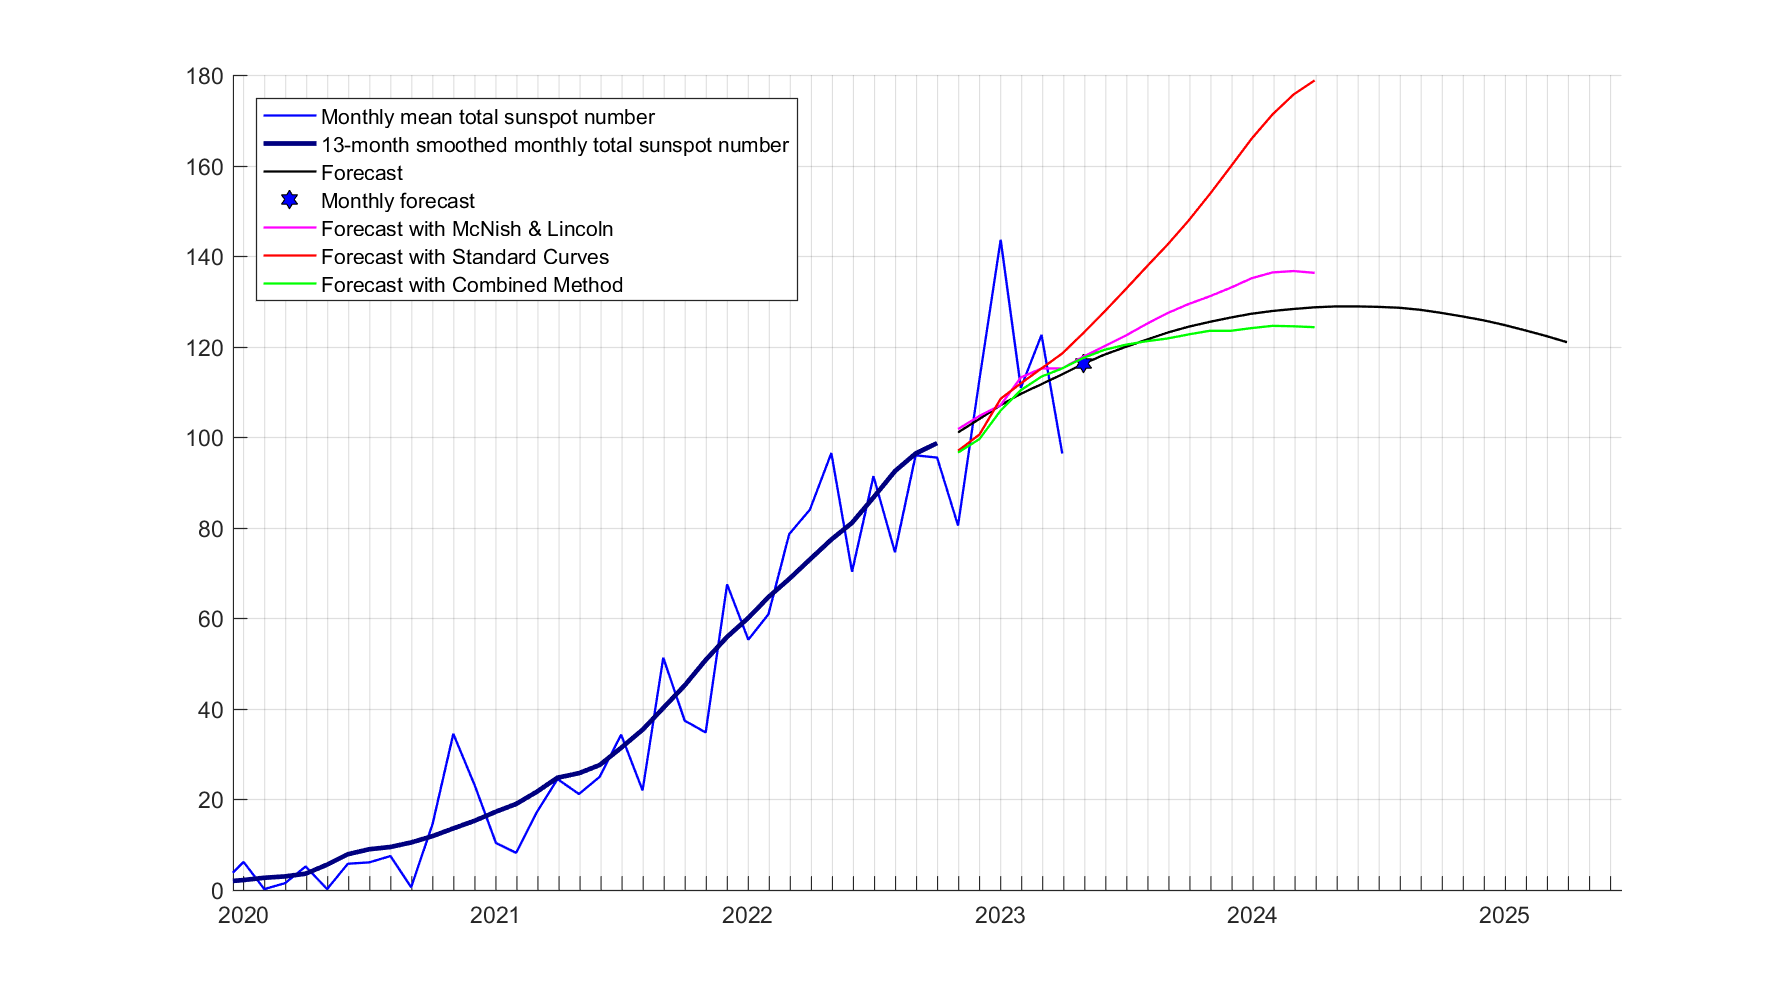 180
160
140
120
100
80
60
40
20
0
Monthly mean total sunspot number
13-month smoothed monthly total sunspot number
Forecast
Monthly forecast
Forecast with McNish & Lincoln
Forecast with Standard Curves
Forecast with Combined Method
2020 2021 2022 2023 2024 2025